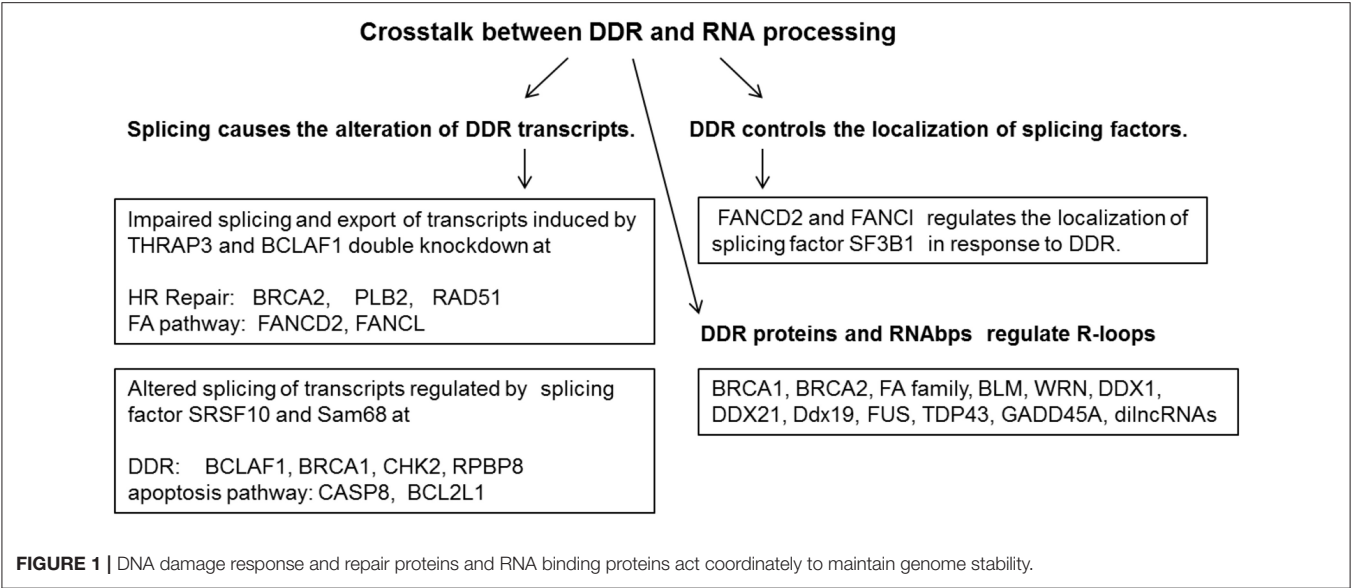 Crosstalk between DDR and RNA processing
Splicing causes the alteration of DDR transcripts.
Impaired splicing and export of transcripts induced by
THRAP3 and BCLAF1 double knockdown at
HR Repair: BRCA2, PLB2, RAD51
FA pathway: FANCD2, FANCL
Altered splicing of transcripts regulated by splicing
factor SRSF10 and Sam68 at
DDR: BCLAF1, BRCA1, CHK2, RPBP8
apoptosis pathway: CASP8, BCL2L1
DDR controls the localization of splicing factors.
FANCD2 and FANCI regulates the localization of
splicing factor SF3B1 in response to DDR.
DDR proteins and RNAbps regulate R-loops
BRCA1, BRCA2, FA family, BLM, WRN, DDX1,
DDX21, Ddx19, FUS, TDP43, GADD45A, dilncRNAs
FIGURE 1 | DNA damage response and repair proteins and RNA binding proteins act coordinately to maintain genome stability.